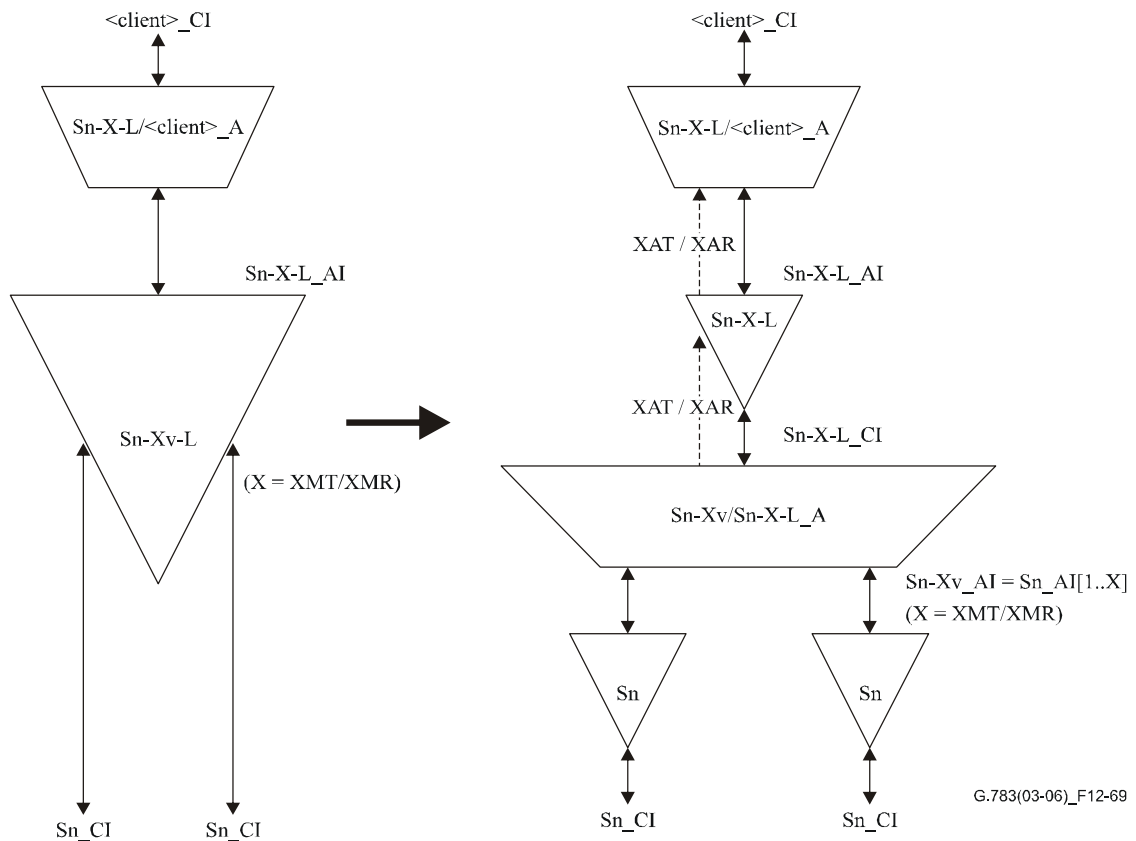 <client>_CI
Sn-X-L/<client>_A
Sn-X-L_AI
Sn-Xv-L
(X = XMT/XMR)
Sn_CI
Sn_CI
<client>_CI
Sn-X-L/<client>_A
XAT / XAR
Sn-X-L_AI
Sn-X-L
XAT / XAR
Sn-X-L_CI
Sn-Xv/Sn-X-L_A
Sn-Xv_AI = Sn_AI[1..X]
(X = XMT/XMR)
Sn
Sn
Sn_CI
Sn_CI
G.783(03-06)_F12-69